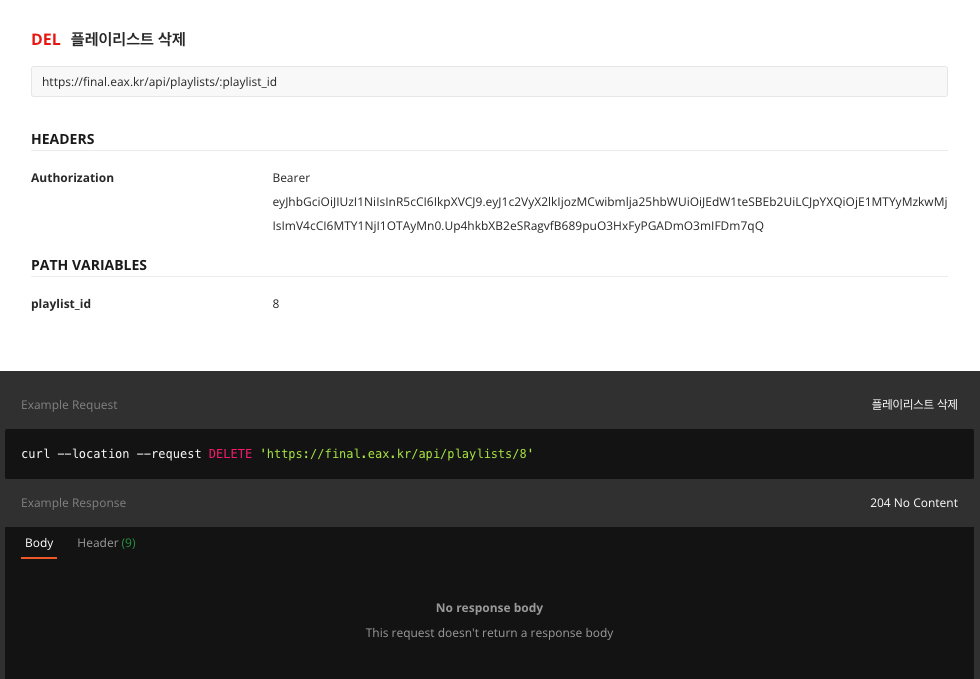 DEL 플레이리스트 삭제
https://final.eax.kr/api/playlists/:playlist_id
HEADERS
Authorization
Bearer
eyJhbGciOiJIUzI1NiIsInR5cCI6IkpXVCJ9.eyJ1c2VyX2lkIjozMCwibmlja25hbWUiOiJEdW1teSBEb2UiLCJpYXQiOjE1MTYyMzkwMj
IsImV4cCI6MTY1NjI1OTAyMn0.Up4hkbXB2eSRagvfB689puO3HxFyPGADmO3mIFDm7qQ
PATH VARIABLES
playlist_id 8
Example Request 플레이리스트 삭제
curl --location --request DELETE 'https://final.eax.kr/api/playlists/8'
Example Response 204 No Content
Body Header (9)
No response body
This request doesn't return a response body